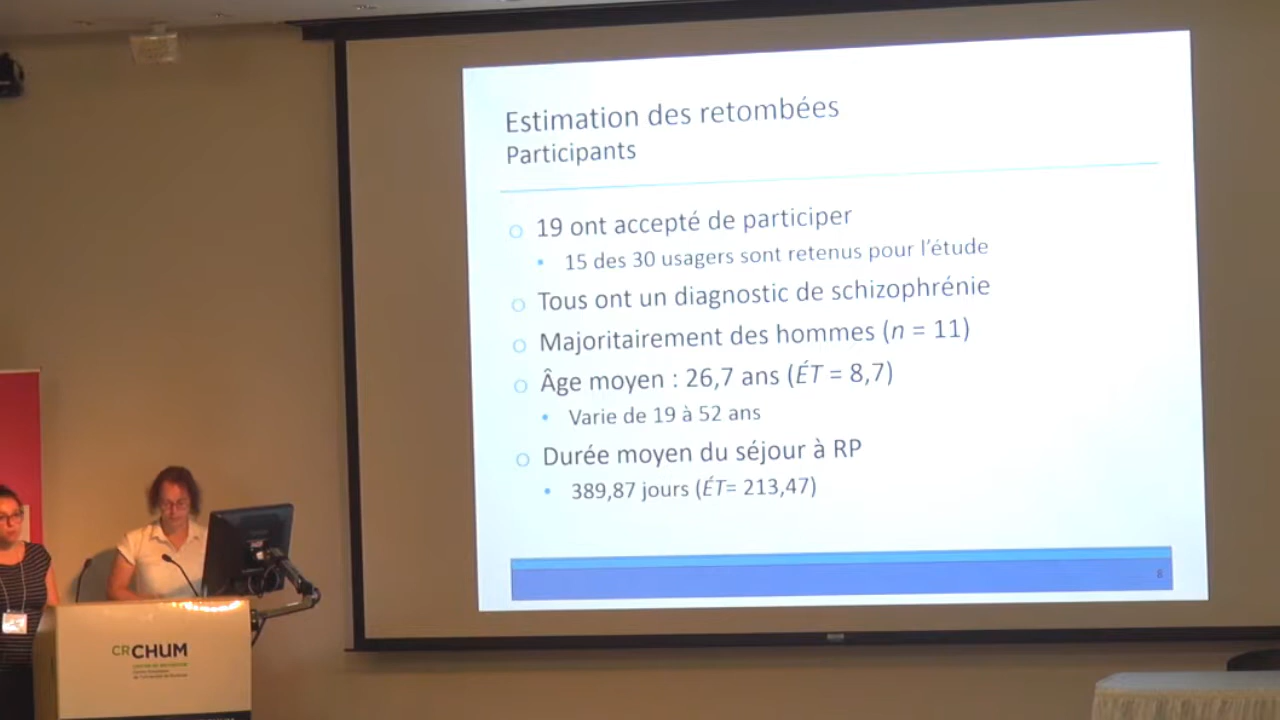 Estimation des retombées
Participants
19 ont accepté de participer
15 des 30 usagers sont retenus pour l'étude
Tous ont un diagnostic de schizophrénie
Majoritairement des hommes (n = 11)
Âge moyen : 26,7 ans (ÉT = 8,7)
Varie de 19 à 52 ans
Durée moyen du séjour à RP
389,87 jours (ÉT= 213,47)
8
CRCHUM